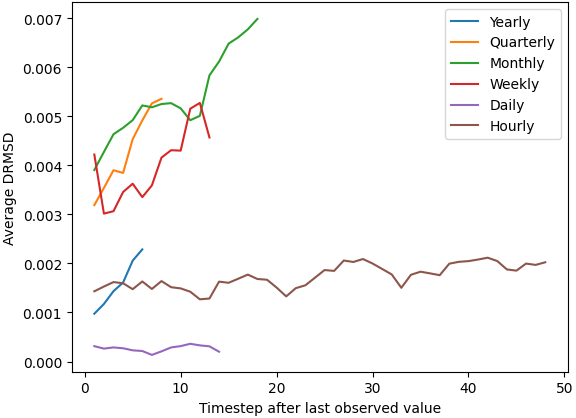 0.007
0.006
0.005
0.004
0.003
0.002
0.001
0.000
Average DRMSD
Yearly
Quarterly
Monthly
Weekly
Daily
Hourly
0 10 20 30 40 50
Timestep after last observed value